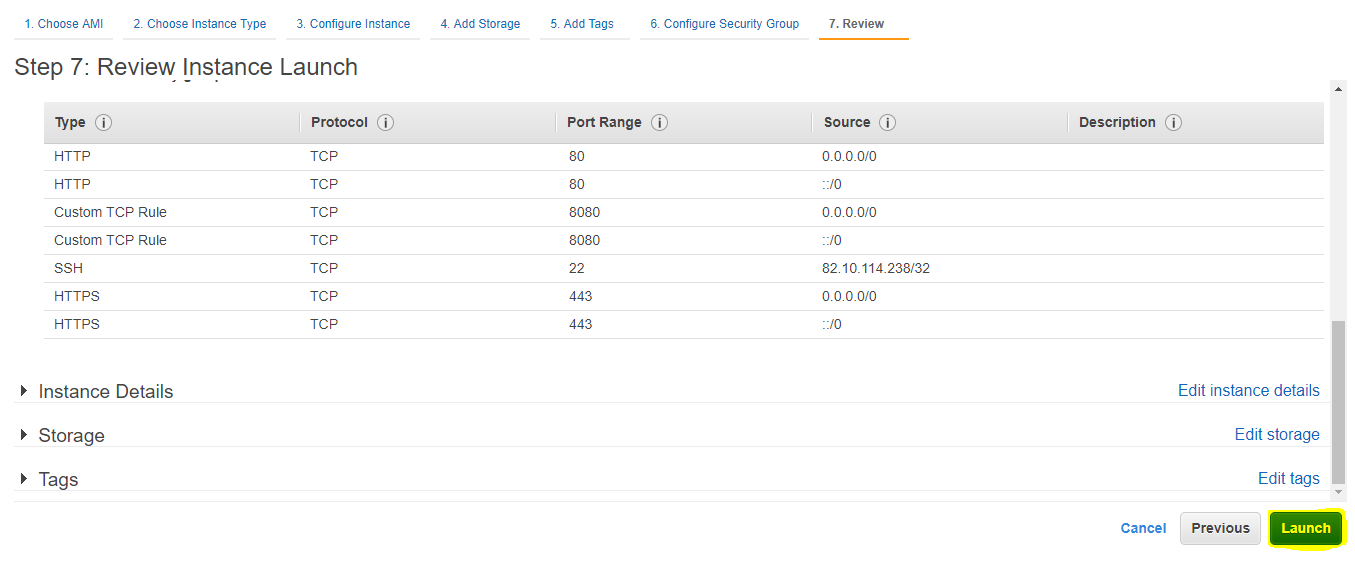 1. Choose AMI 2. Choose Instance Type 3. Configure Instance 4. Add Storage 5. Add Tags 6. Configure Security Group 7. Review
Step 7: Review Instance Launch
Type Protocol Port Range Source Description
HTTP TCP 80 0.0.0.0/0
HTTP TCP 80 ::/0
Custom TCP Rule TCP 8080 0.0.0.0/0
Custom TCP Rule TCP 8080 ::/0
SSH TCP 22 82.10.114.238/32
HTTPS TCP 443 0.0.0.0/0
HTTPS TCP 443 ::/0
Instance Details Edit instance details
Storage Edit storage
Tags Edit tags
Cancel Previous Launch